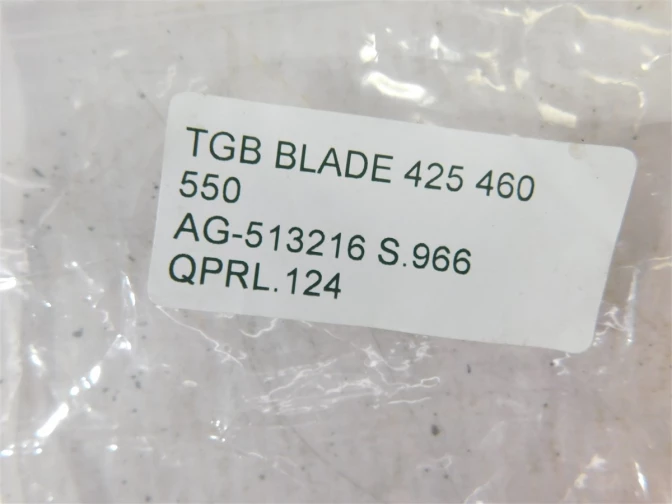 TGB BLADE 425 460
550
AG-513216 S.966
QPRL.124